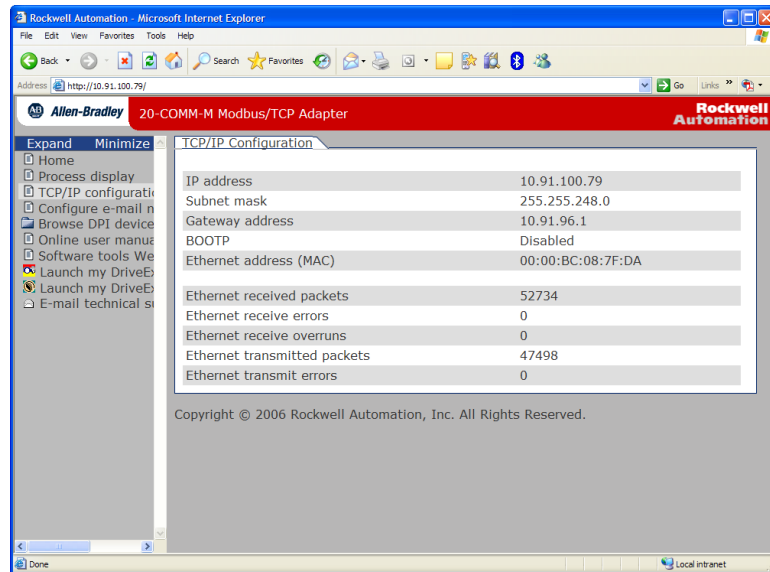 Rockwell Automation - Microsoft Internet Explorer
File Edit View Favorites Tools Help
Back Search Favorites
Address http://10.91.100.79/ Go Links »
AB Allen-Bradley 20-COMM-M Modbus/TCP Adapter Rockwell Automation
Expand Minimize
Home
Process display
TCP/IP configuratio
Configure e-mail n
Browse DPI device
Online user manua
Software tools We
Launch my DriveEx
Launch my DriveEx
E-mail technical su
TCP/IP Configuration
IP address 10.91.100.79
Subnet mask 255.255.248.0
Gateway address 10.91.96.1
BOOTP Disabled
Ethernet address (MAC) 00:00:BC:08:7F:DA
Ethernet received packets 52734
Ethernet receive errors 0
Ethernet receive overruns 0
Ethernet transmitted packets 47498
Ethernet transmit errors 0
Copyright © 2006 Rockwell Automation, Inc. All Rights Reserved.
Done Local intranet